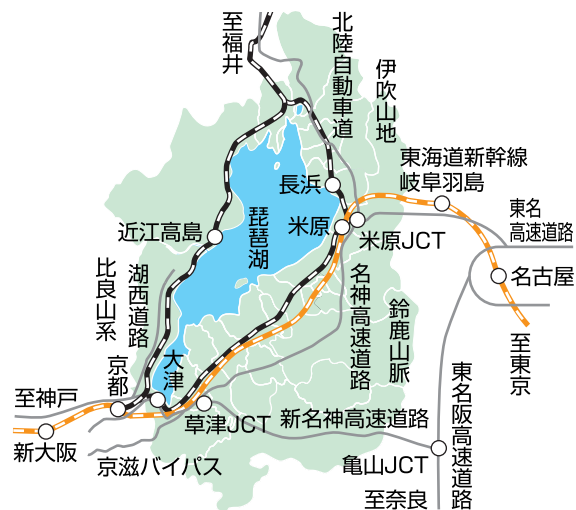 至福井
北陸自動車道
伊吹山地
東海道新幹線
岐阜羽島
長浜
東名
高速道路
琵琶湖
米原
米原JCT
近江高島
名古屋
湖西道路
比良山系
名神高速道路
鈴鹿山脈
至東京
京都
大津
東名阪高速道路
至神戸
草津JCT
新名神高速道路
新大阪
京滋バイパス
亀山JCT
至奈良